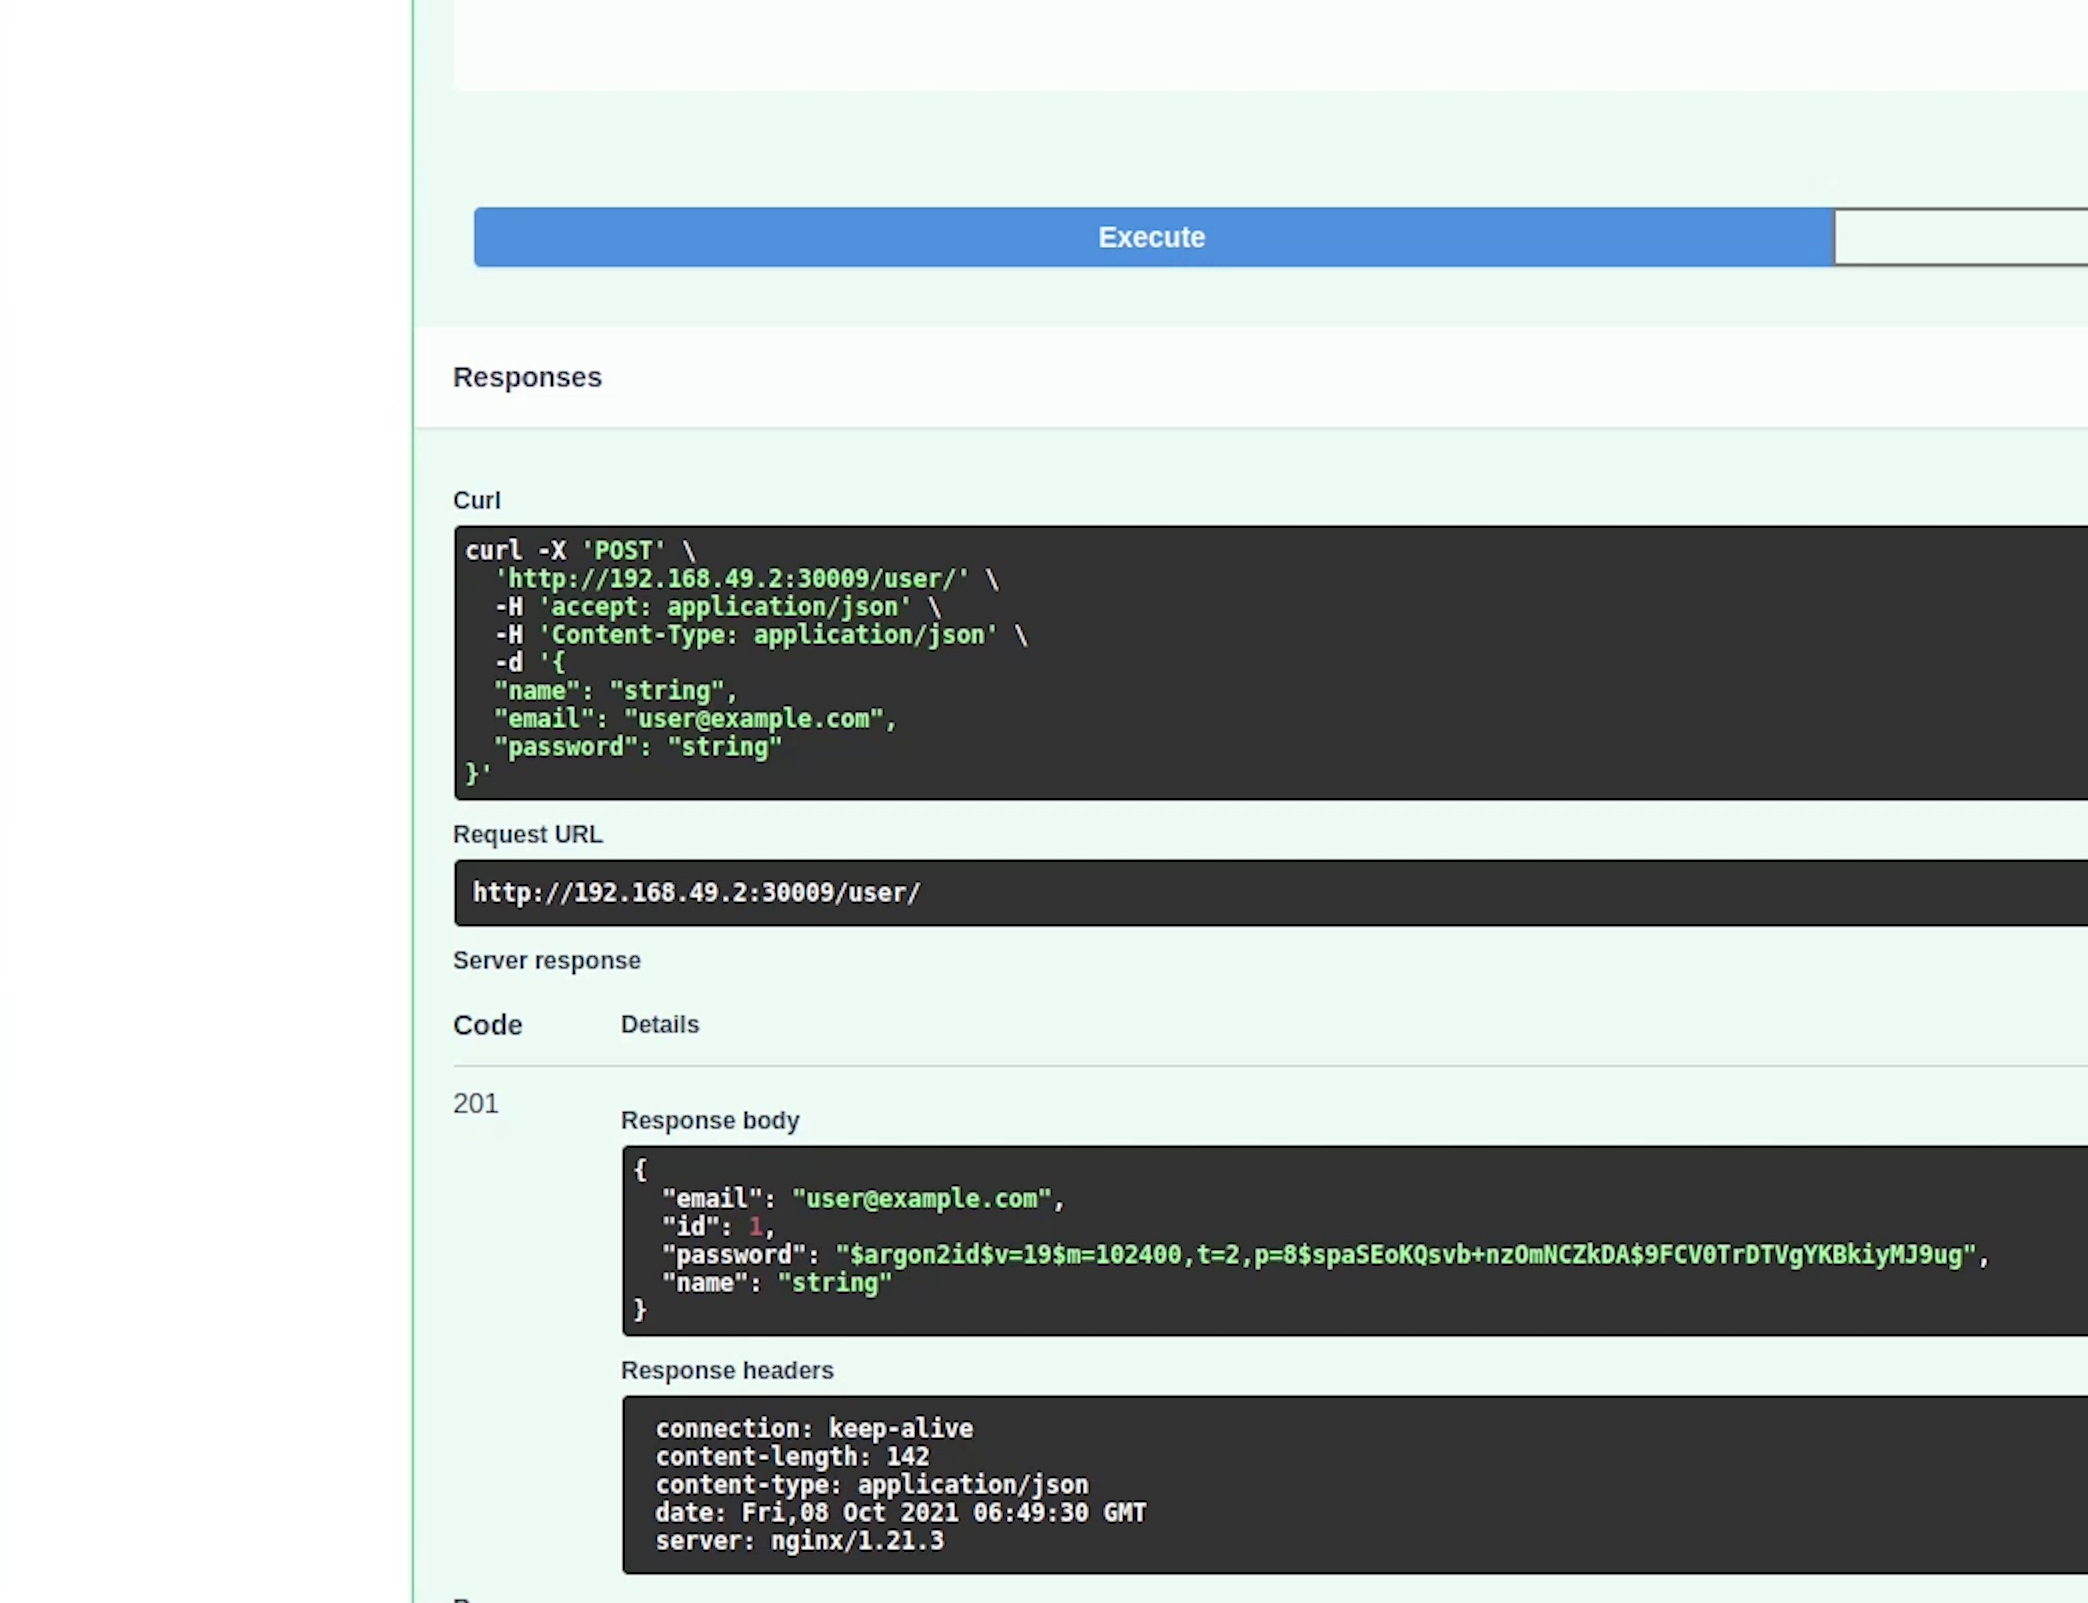 Execute
Responses
Curl
curl -X 'POST' \
'http://192.168.49.2:30009/user/' \
-H 'accept: application/json' \
-H 'Content-Type: application/json' \
-d '{
"name": "string",
"email": "user@example.com",
"password": "string"
}'
Request URL
http://192.168.49.2:30009/user/
Server response
Code Details
201
Response body
{
"email": "user@example.com",
"id": 1,
"password": "$argon2id$v=19$m=102400,t=2,p=8$spaSEoKQsvb+nzOmNCZkDA$9FCV0TrDTVgYKBkiyMJ9ug",
"name": "string"
}
Response headers
connection: keep-alive
content-length: 142
content-type: application/json
date: Fri,08 Oct 2021 06:49:30 GMT
server: nginx/1.21.3